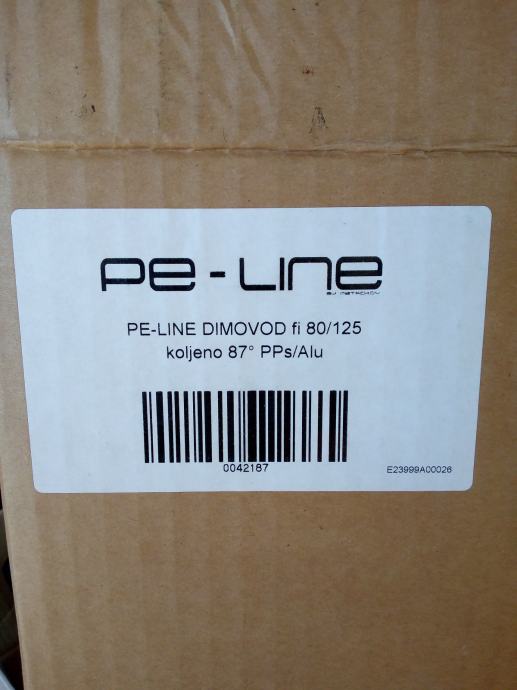 PE-LINE
PE-LINE DIMOVOD fi 80/125
koljeno 87° PPs/Alu
0042187
E23999A00026